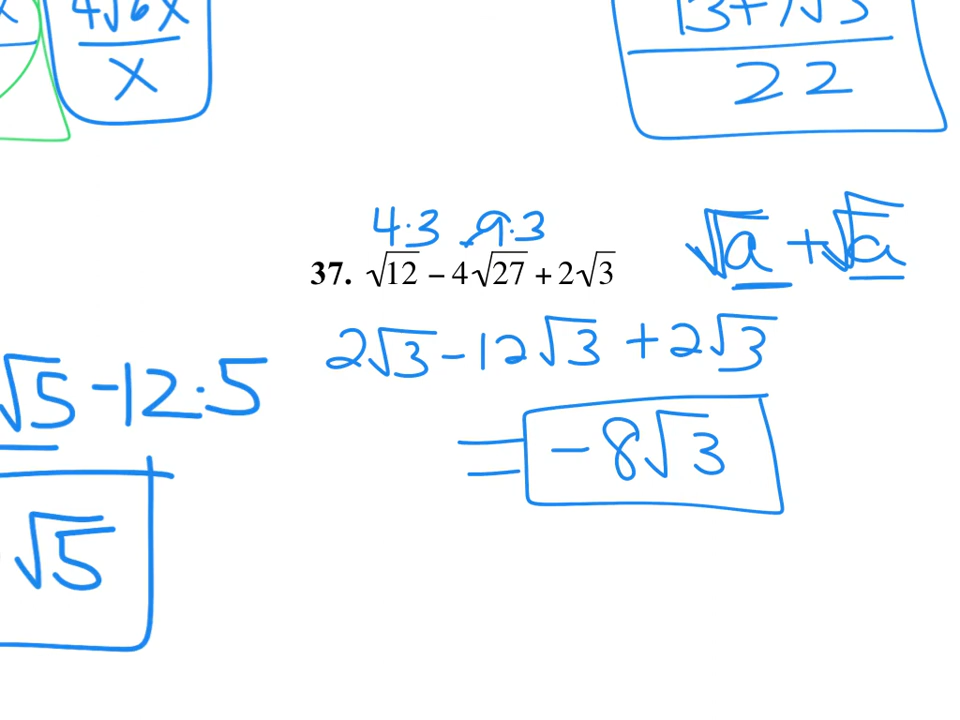 4√6x
x
13+7√3
22
4·3 9·3
37. √12 − 4√27 + 2√3
√a + √a
2√3 − 12√3 + 2√3
√5 − 12·5
= −8√3
√5